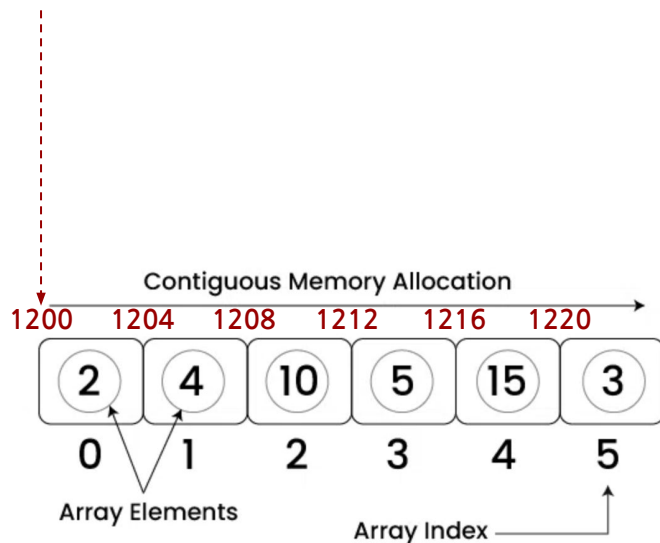 Contiguous Memory Allocation
1200 1204 1208 1212 1216 1220
2 4 10 5 15 3
0 1 2 3 4 5
Array Elements
Array Index